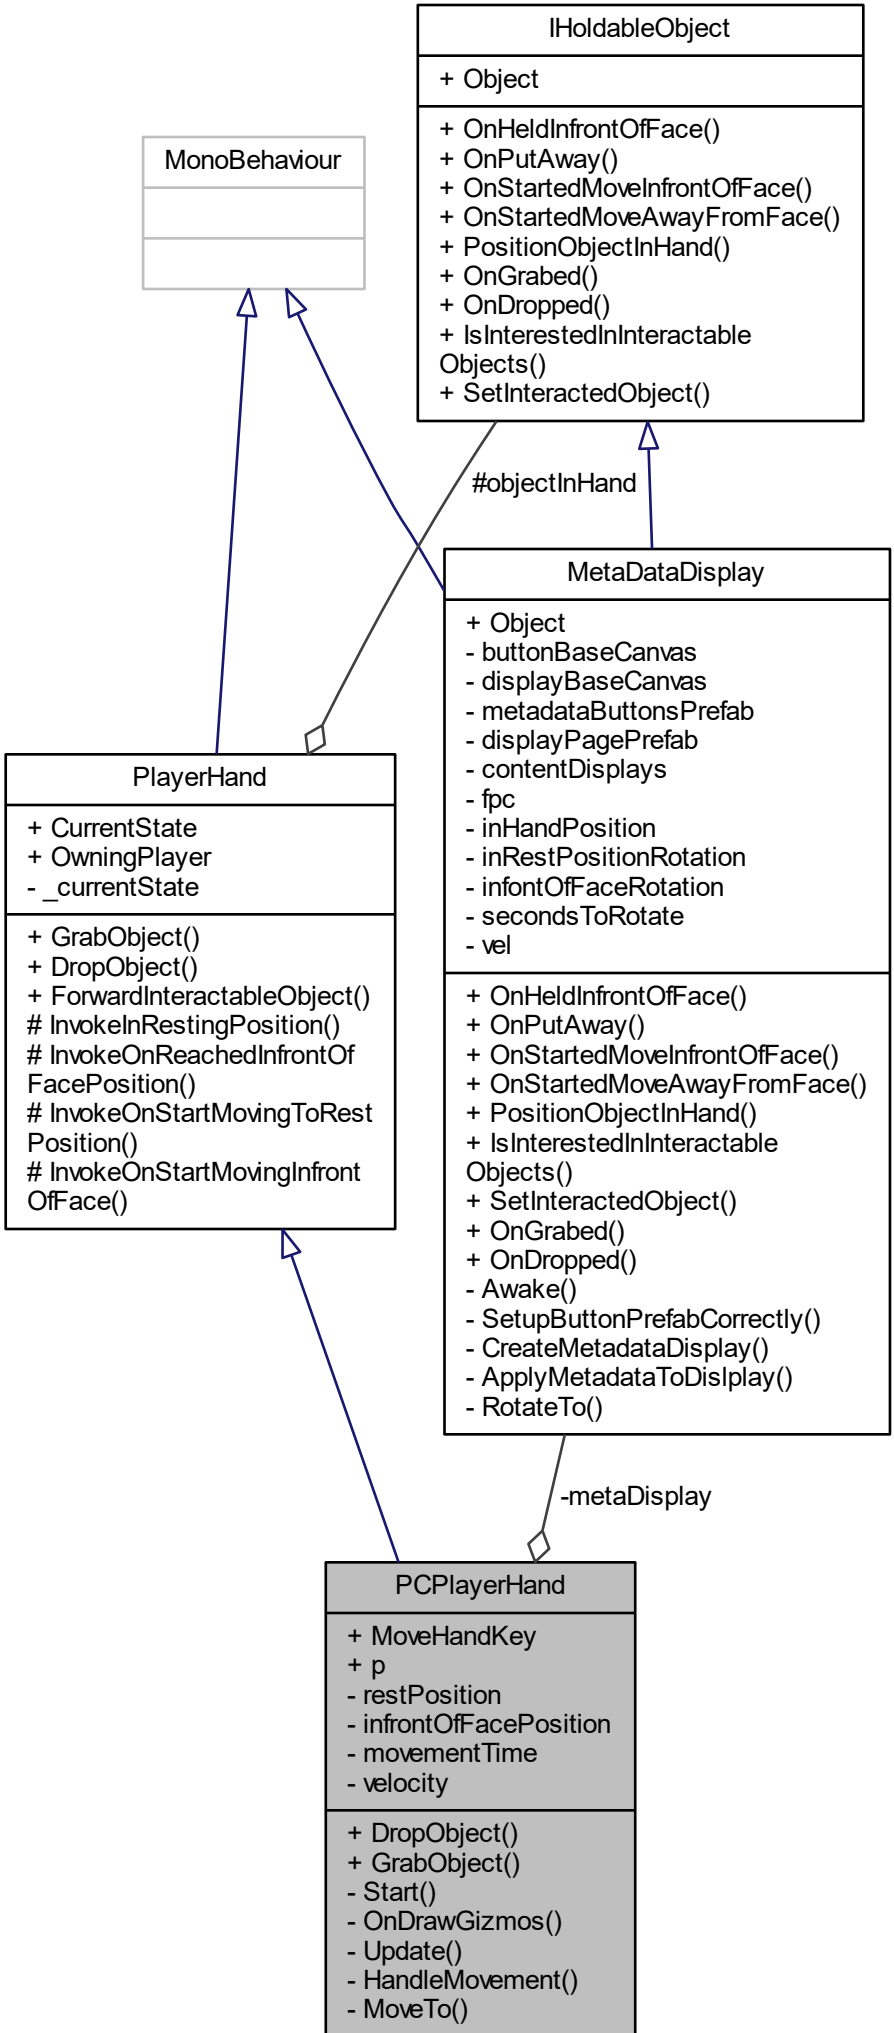 IHoldableObject
+ Object
+ OnHeldInfrontOfFace()
+ OnPutAway()
+ OnStartedMoveInfrontOfFace()
+ OnStartedMoveAwayFromFace()
+ PositionObjectInHand()
+ OnGrabed()
+ OnDropped()
+ IsInterestedInInteractable
Objects()
+ SetInteractedObject()
MonoBehaviour
#objectInHand
MetaDataDisplay
+ Object
- buttonBaseCanvas
- displayBaseCanvas
- metadataButtonsPrefab
- displayPagePrefab
- contentDisplays
- fpc
- inHandPosition
- inRestPositionRotation
- infontOfFaceRotation
- secondsToRotate
- vel
+ OnHeldInfrontOfFace()
+ OnPutAway()
+ OnStartedMoveInfrontOfFace()
+ OnStartedMoveAwayFromFace()
+ PositionObjectInHand()
+ IsInterestedInInteractable
Objects()
+ SetInteractedObject()
+ OnGrabed()
+ OnDropped()
- Awake()
- SetupButtonPrefabCorrectly()
- CreateMetadataDisplay()
- ApplyMetadataToDislplay()
- RotateTo()
PlayerHand
+ CurrentState
+ OwningPlayer
- _currentState
+ GrabObject()
+ DropObject()
+ ForwardInteractableObject()
# InvokeInRestingPosition()
# InvokeOnReachedInfrontOf
FacePosition()
# InvokeOnStartMovingToRest
Position()
# InvokeOnStartMovingInfront
OfFace()
-metaDisplay
PCPlayerHand
+ MoveHandKey
+ p
- restPosition
- infrontOfFacePosition
- movementTime
- velocity
+ DropObject()
+ GrabObject()
- Start()
- OnDrawGizmos()
- Update()
- HandleMovement()
- MoveTo()